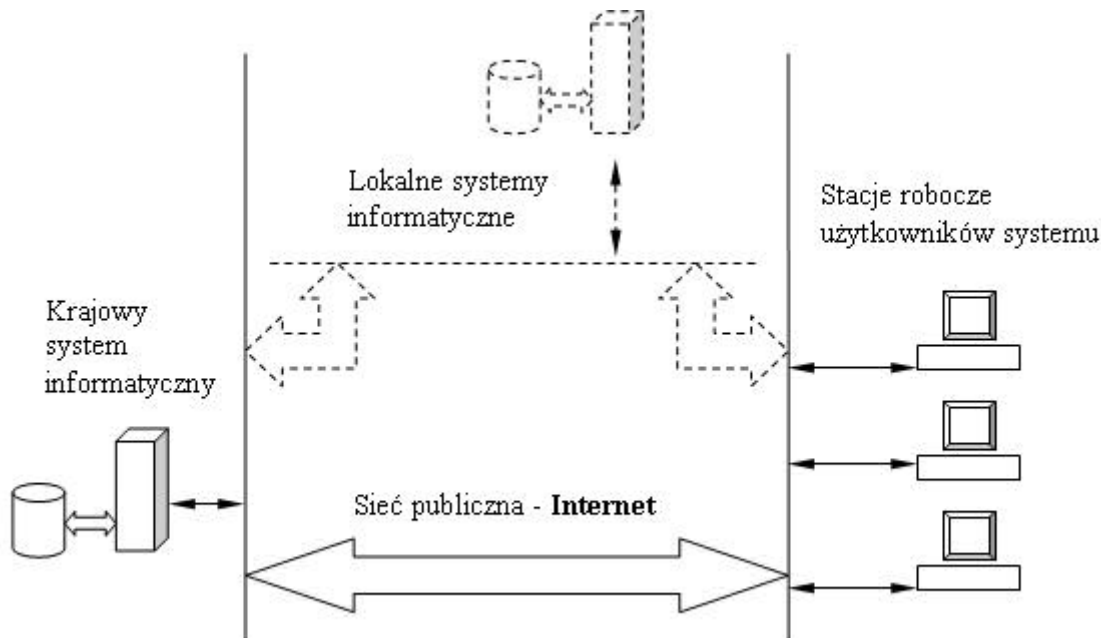 Lokalne systemy
informatyczne
Stacje robocze
użytkowników systemu
Krajowy
system
informatyczny
Sieć publiczna - Internet